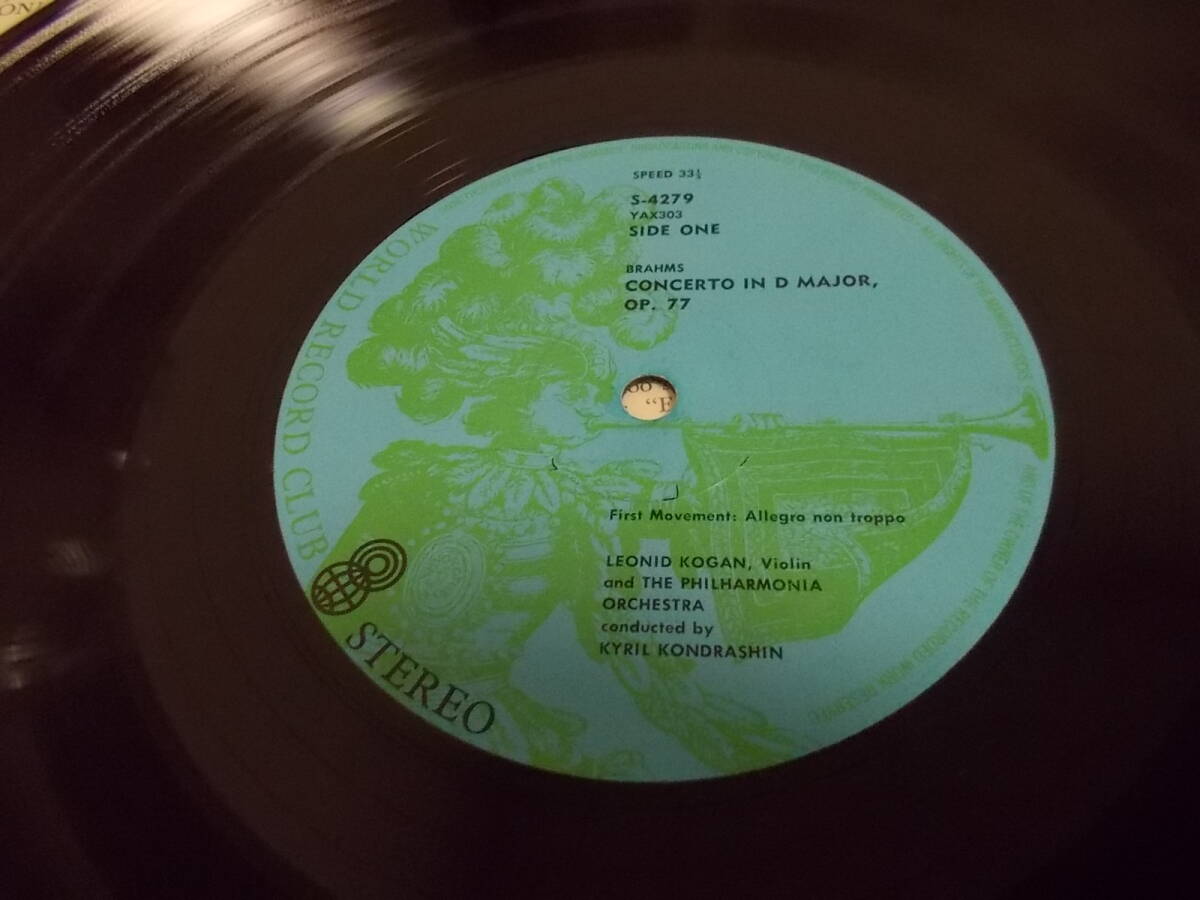 SPEED 33⅓
S-4279
YAX303
SIDE ONE
BRAHMS
CONCERTO IN D MAJOR,
OP. 77
First Movement: Allegro non troppo
LEONID KOGAN, Violin
and THE PHILHARMONIA
ORCHESTRA
conducted by
KYRIL KONDRASHIN
WORLD RECORD CLUB
STEREO